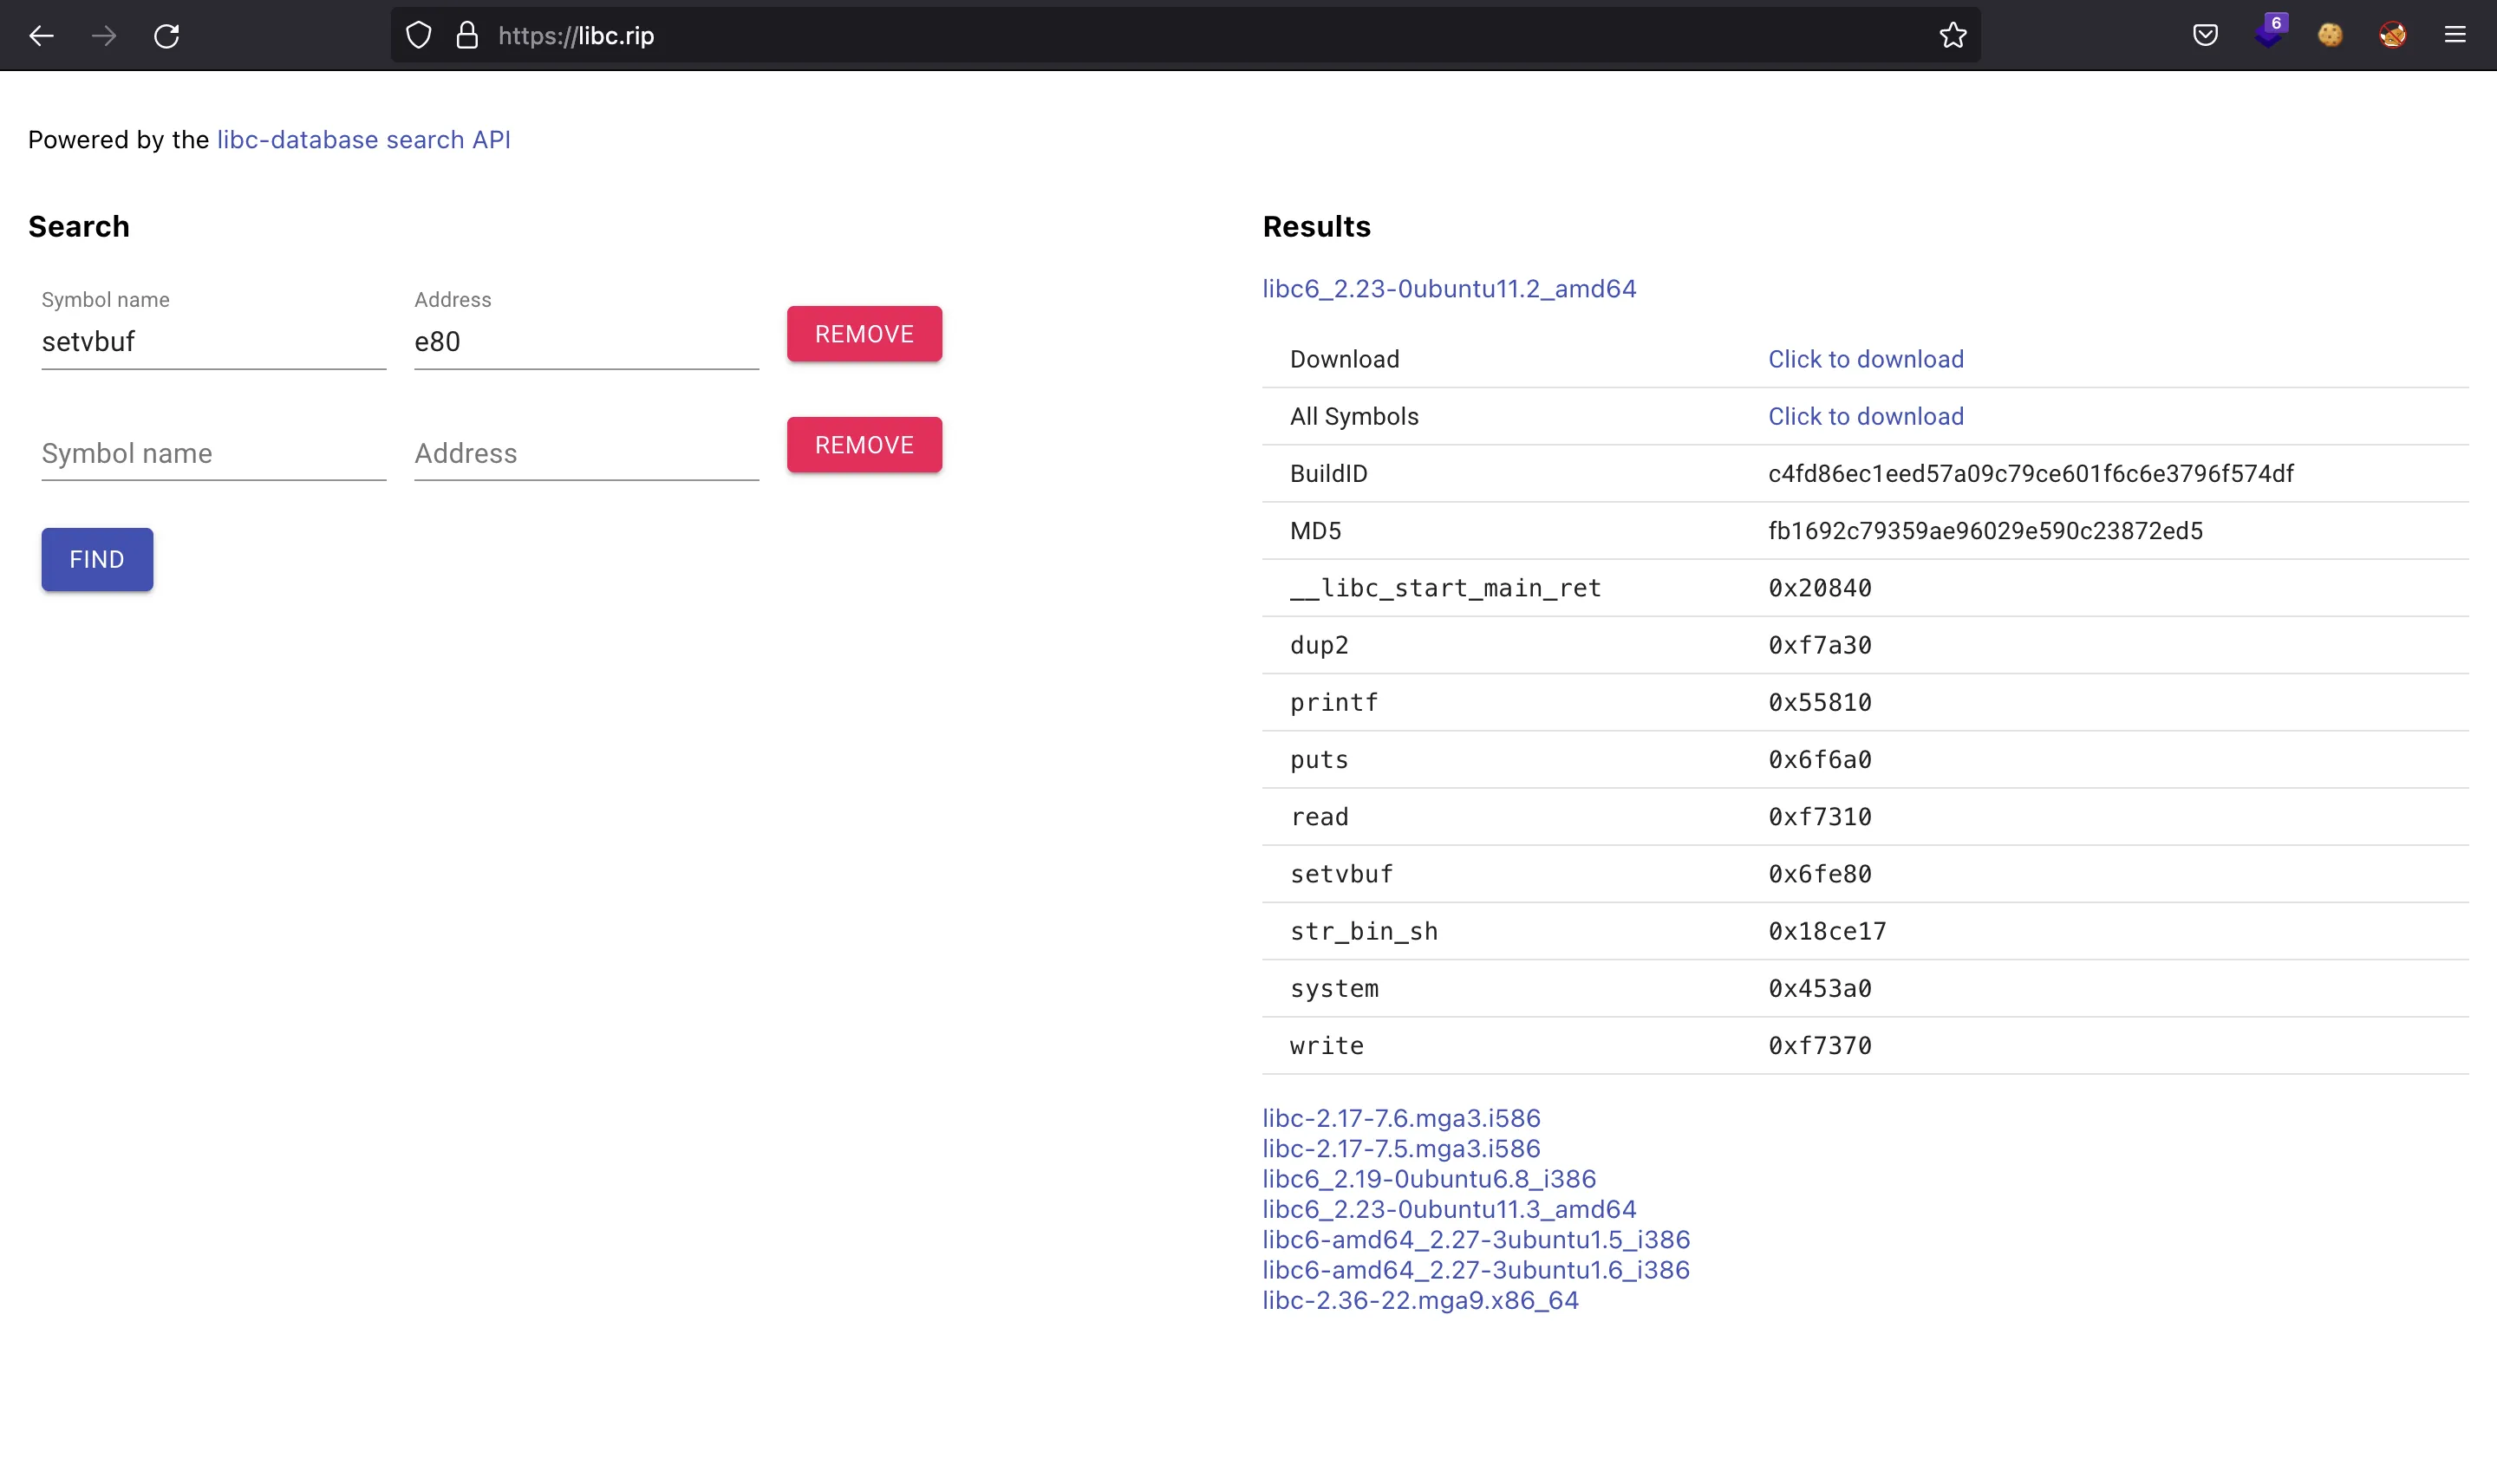 6
https://libc.rip
Powered by the libc-database search API
Search
Symbol name Address
setvbuf e80 REMOVE
Symbol name Address REMOVE
FIND
Results
libc6_2.23-0ubuntu11.2_amd64
Download Click to download
All Symbols Click to download
BuildID c4fd86ec1eed57a09c79ce601f6c6e3796f574df
MD5 fb1692c79359ae96029e590c23872ed5
__libc_start_main_ret 0x20840
dup2 0xf7a30
printf 0x55810
puts 0x6f6a0
read 0xf7310
setvbuf 0x6fe80
str_bin_sh 0x18ce17
system 0x453a0
write 0xf7370
libc-2.17-7.6.mga3.i586
libc-2.17-7.5.mga3.i586
libc6_2.19-0ubuntu6.8_i386
libc6_2.23-0ubuntu11.3_amd64
libc6-amd64_2.27-3ubuntu1.5_i386
libc6-amd64_2.27-3ubuntu1.6_i386
libc-2.36-22.mga9.x86_64